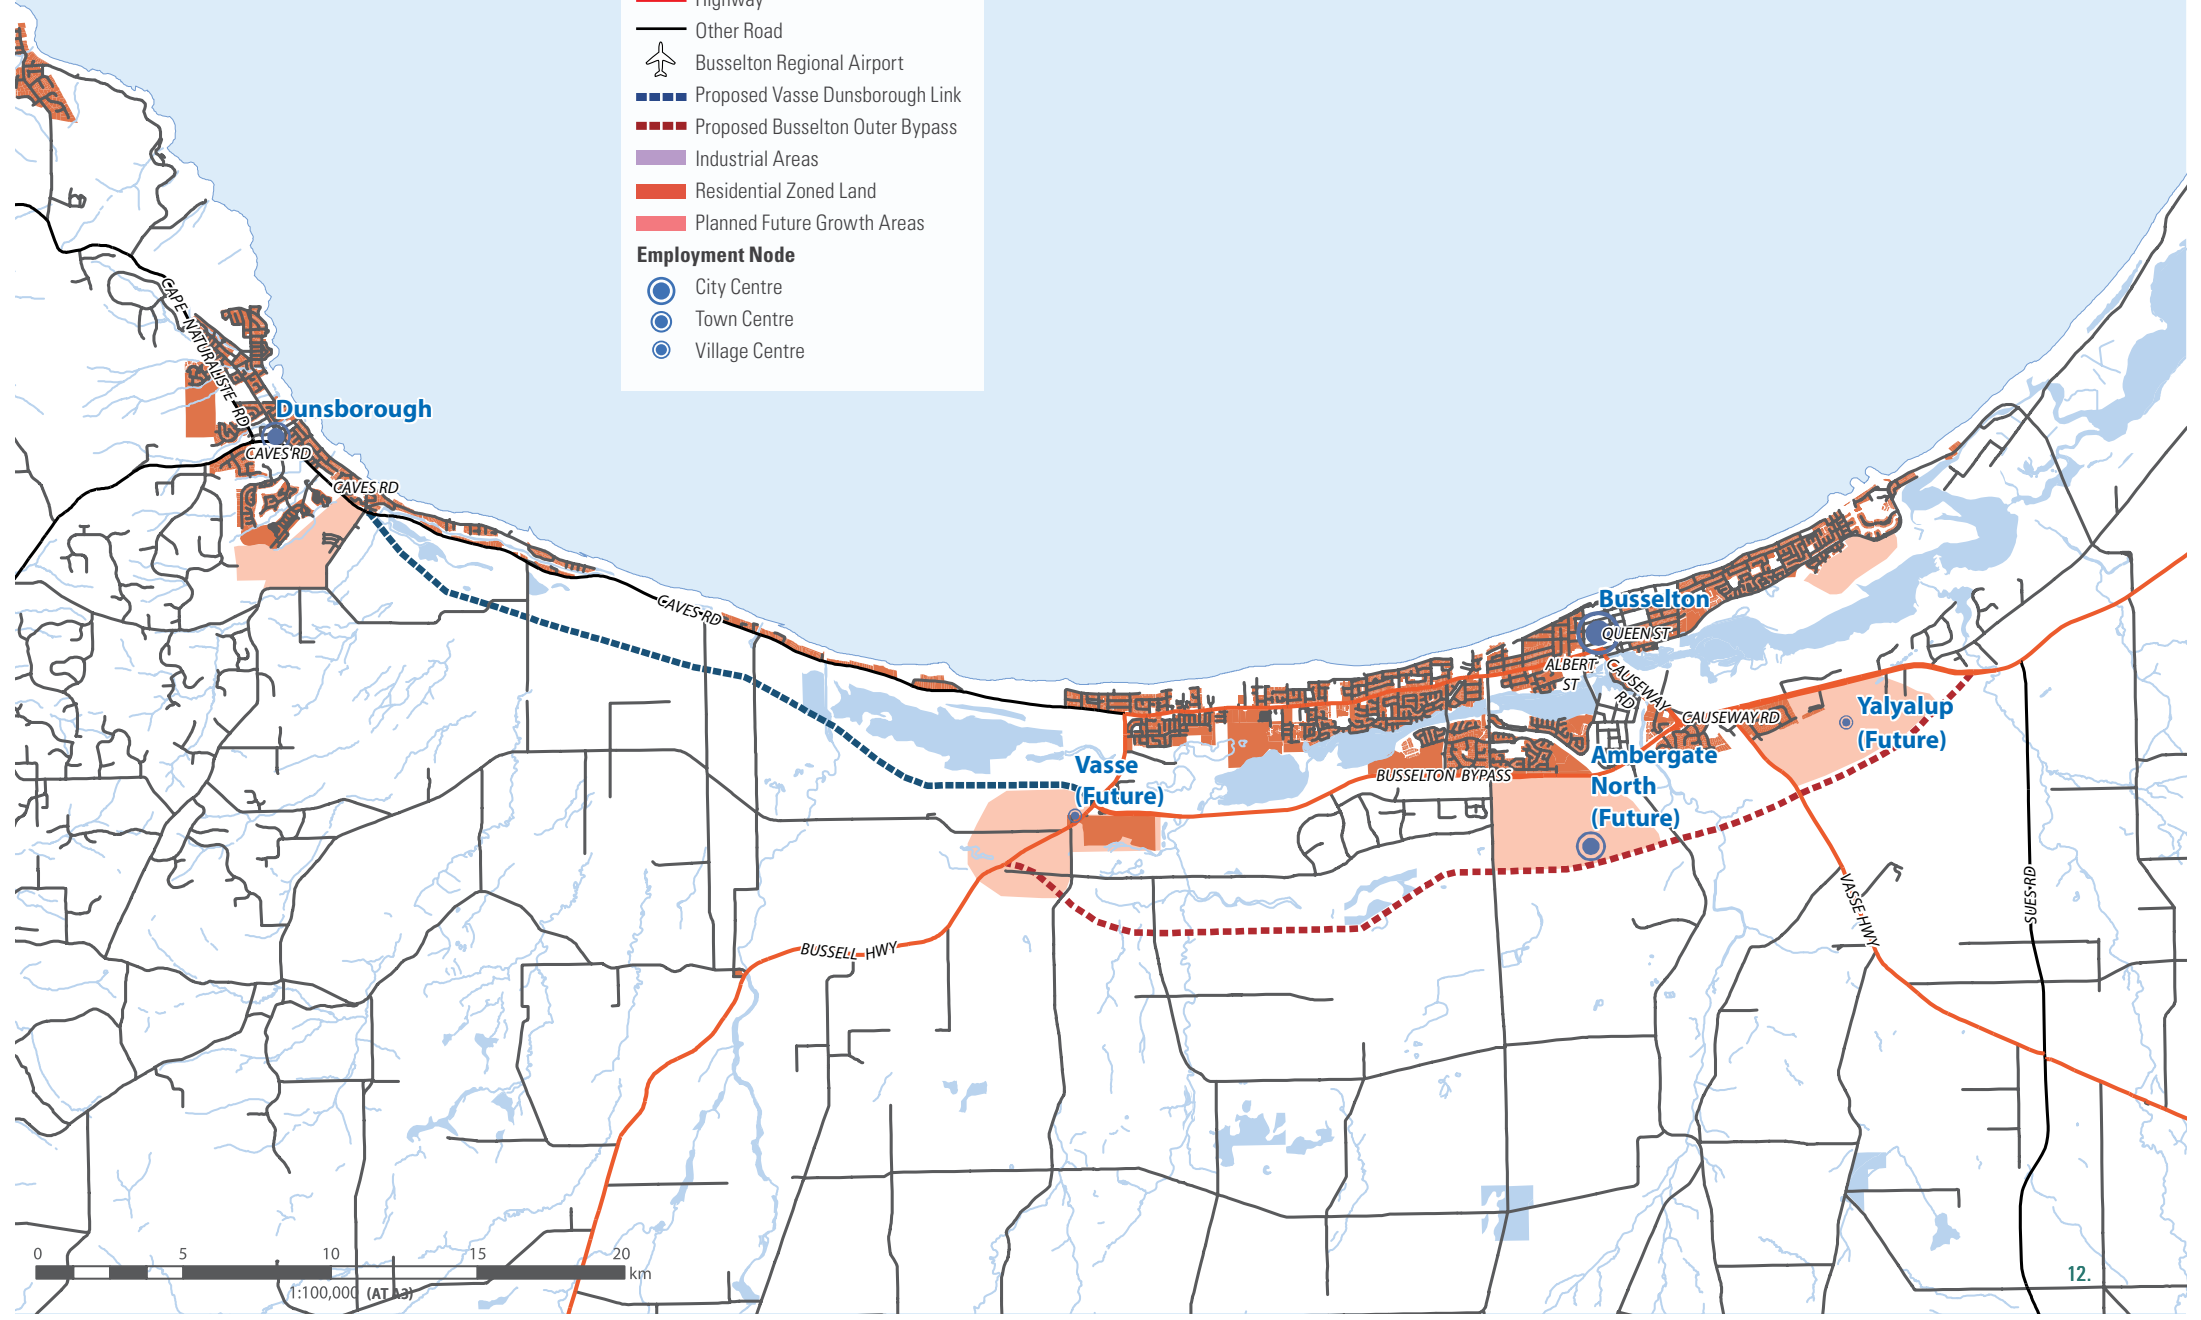 Highway
Other Road
Busselton Regional Airport
Proposed Vasse Dunsborough Link
Proposed Busselton Outer Bypass
Industrial Areas
Residential Zoned Land
Planned Future Growth Areas
Employment Node
City Centre
Town Centre
Village Centre
CAPE NATURALISTE RD
Dunsborough
CAVES RD
CAVES RD
CAVES RD
Busselton
QUEEN ST
ALBERT
ST
CAUSEWAY
RD
CAUSEWAY RD
Yalyalup
(Future)
Ambergate
North
(Future)
BUSSELTON BYPASS
Vasse
(Future)
VASSE HWY
SUES RD
BUSSELL HWY
0 5 10 15 20
km
1:100,000 (AT A3)
12.